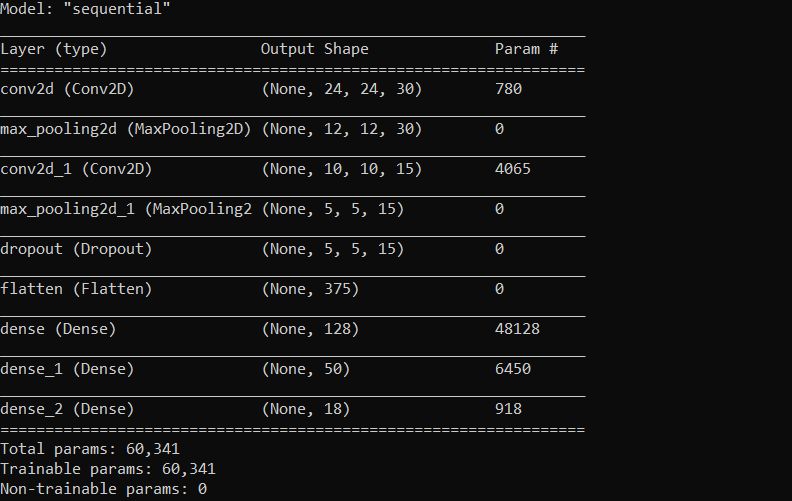 Model: "sequential"
Layer (type) Output Shape Param #
conv2d (Conv2D) (None, 24, 24, 30) 780
max_pooling2d (MaxPooling2D) (None, 12, 12, 30) 0
conv2d_1 (Conv2D) (None, 10, 10, 15) 4065
max_pooling2d_1 (MaxPooling2 (None, 5, 5, 15) 0
dropout (Dropout) (None, 5, 5, 15) 0
flatten (Flatten) (None, 375) 0
dense (Dense) (None, 128) 48128
dense_1 (Dense) (None, 50) 6450
dense_2 (Dense) (None, 18) 918
Total params: 60,341
Trainable params: 60,341
Non-trainable params: 0